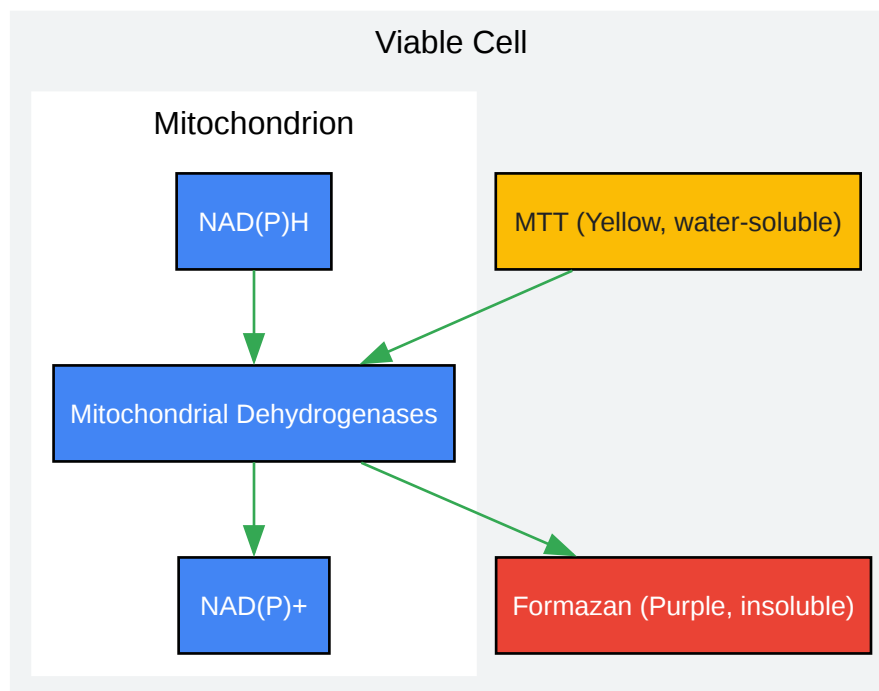 Viable Cell
Mitochondrion
NAD(P)H
MTT (Yellow, water-soluble)
Mitochondrial Dehydrogenases
NAD(P)+
Formazan (Purple, insoluble)